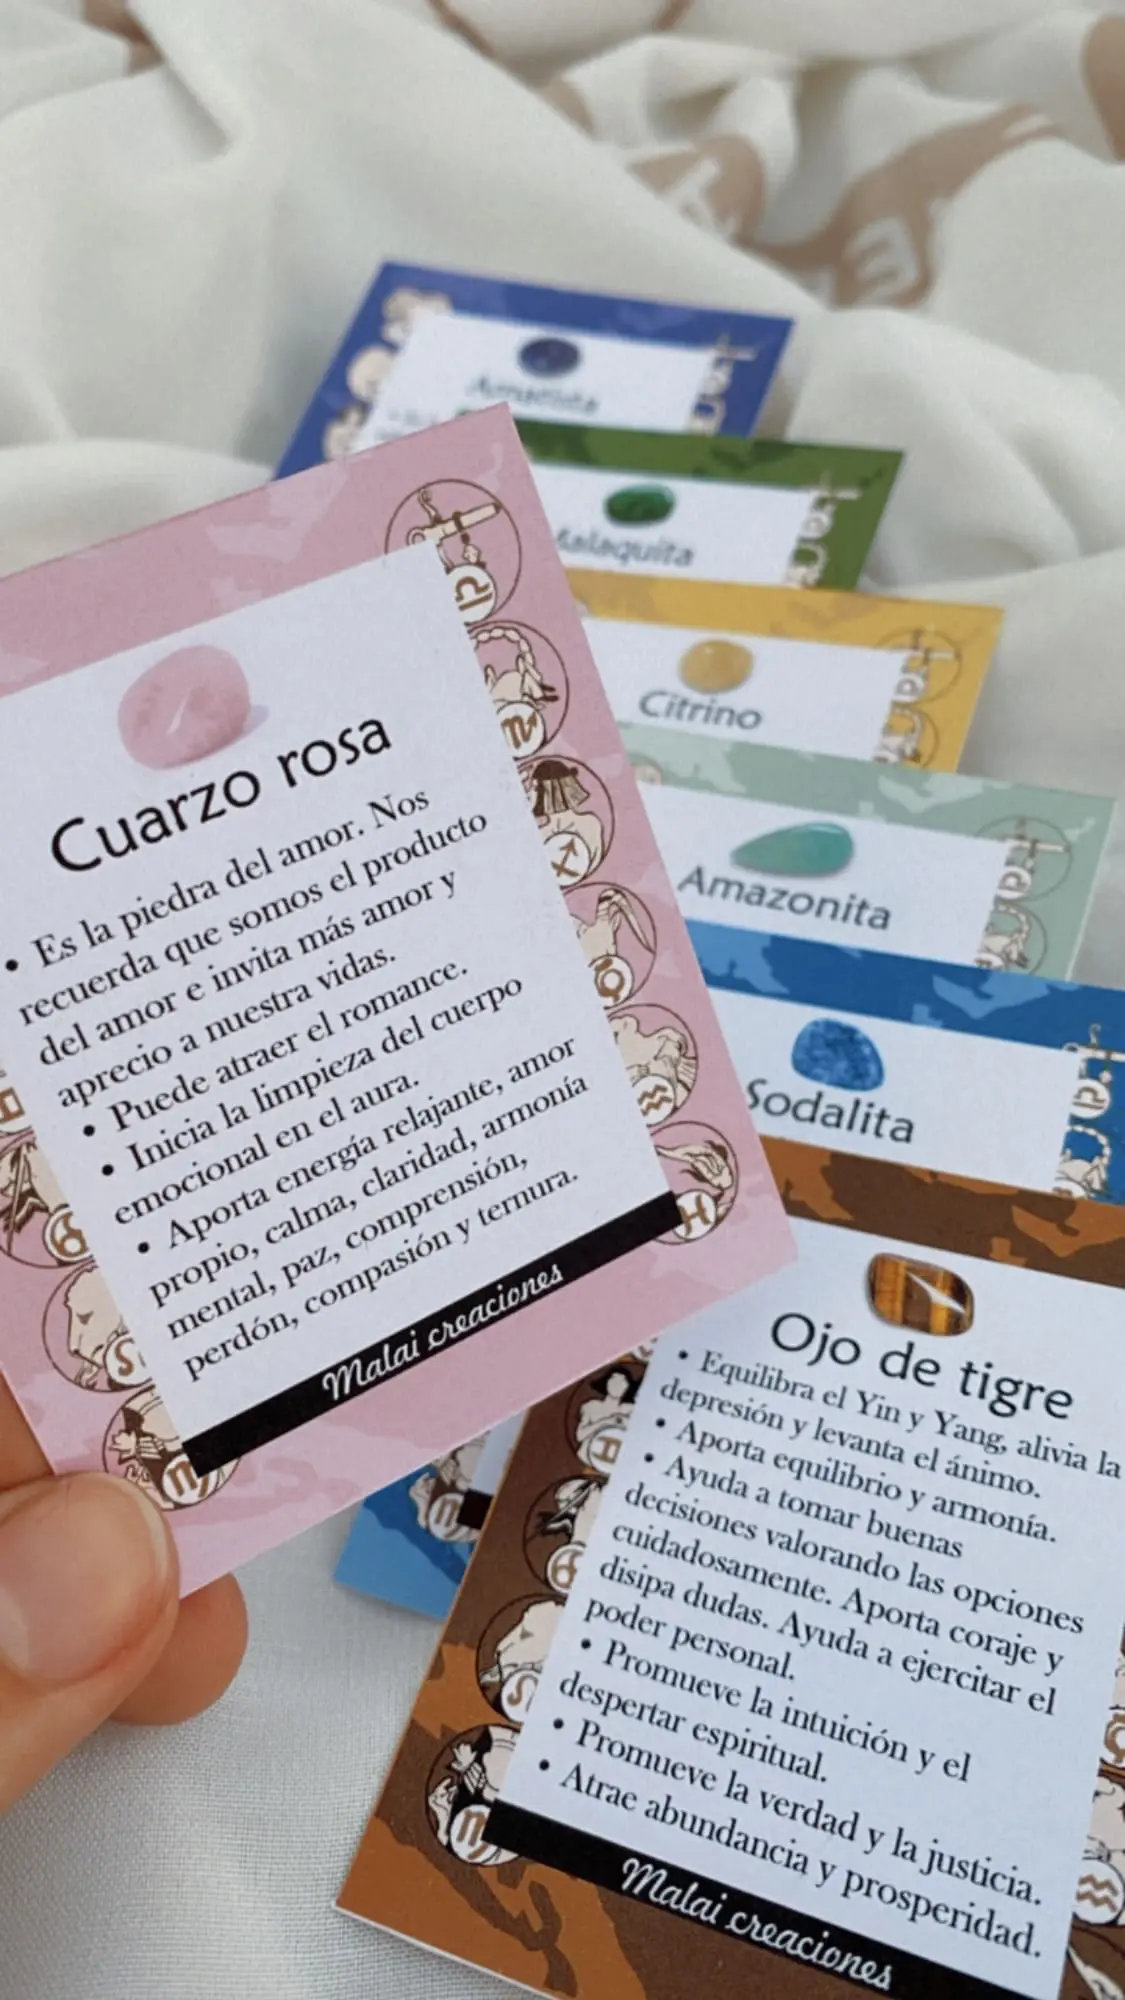 Amatista
Malaquita
Citrino
Amazonita
Sodalita
Cuarzo rosa
• Es la piedra del amor. Nos
recuerda que somos el producto
del amor e invita más amor y
aprecio a nuestra vidas.
• Puede atraer el romance.
• Inicia la limpieza del cuerpo
emocional en el aura.
• Aporta energía relajante, amor
propio, calma, claridad, armonía
mental, paz, comprensión,
perdón, compasión y ternura.
Malai creaciones
Ojo de tigre
• Equilibra el Yin y Yang, alivia la
depresión y levanta el ánimo.
• Aporta equilibrio y armonía.
• Ayuda a tomar buenas
decisiones valorando las opciones
cuidadosamente. Aporta coraje y
disipa dudas. Ayuda a ejercitar el
poder personal.
• Promueve la intuición y el
despertar espiritual.
• Promueve la verdad y la justicia.
• Atrae abundancia y prosperidad.
Malai creaciones